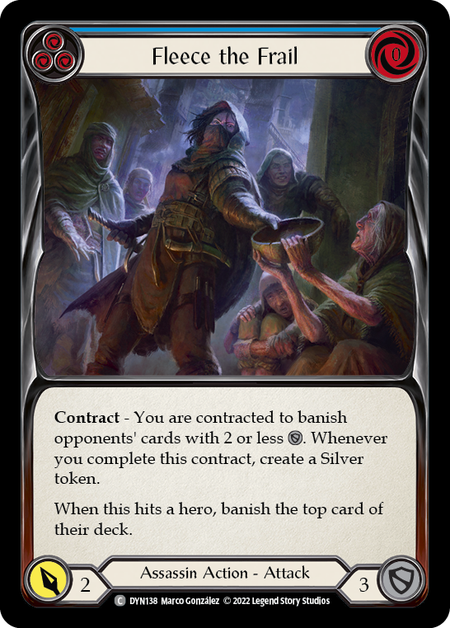 Fleece the Frail
0
Contract - You are contracted to banish
opponents' cards with 2 or less . Whenever
you complete this contract, create a Silver
token.
When this hits a hero, banish the top card of
their deck.
2
Assassin Action - Attack
3
C DYN138 Marco González © 2022 Legend Story Studios